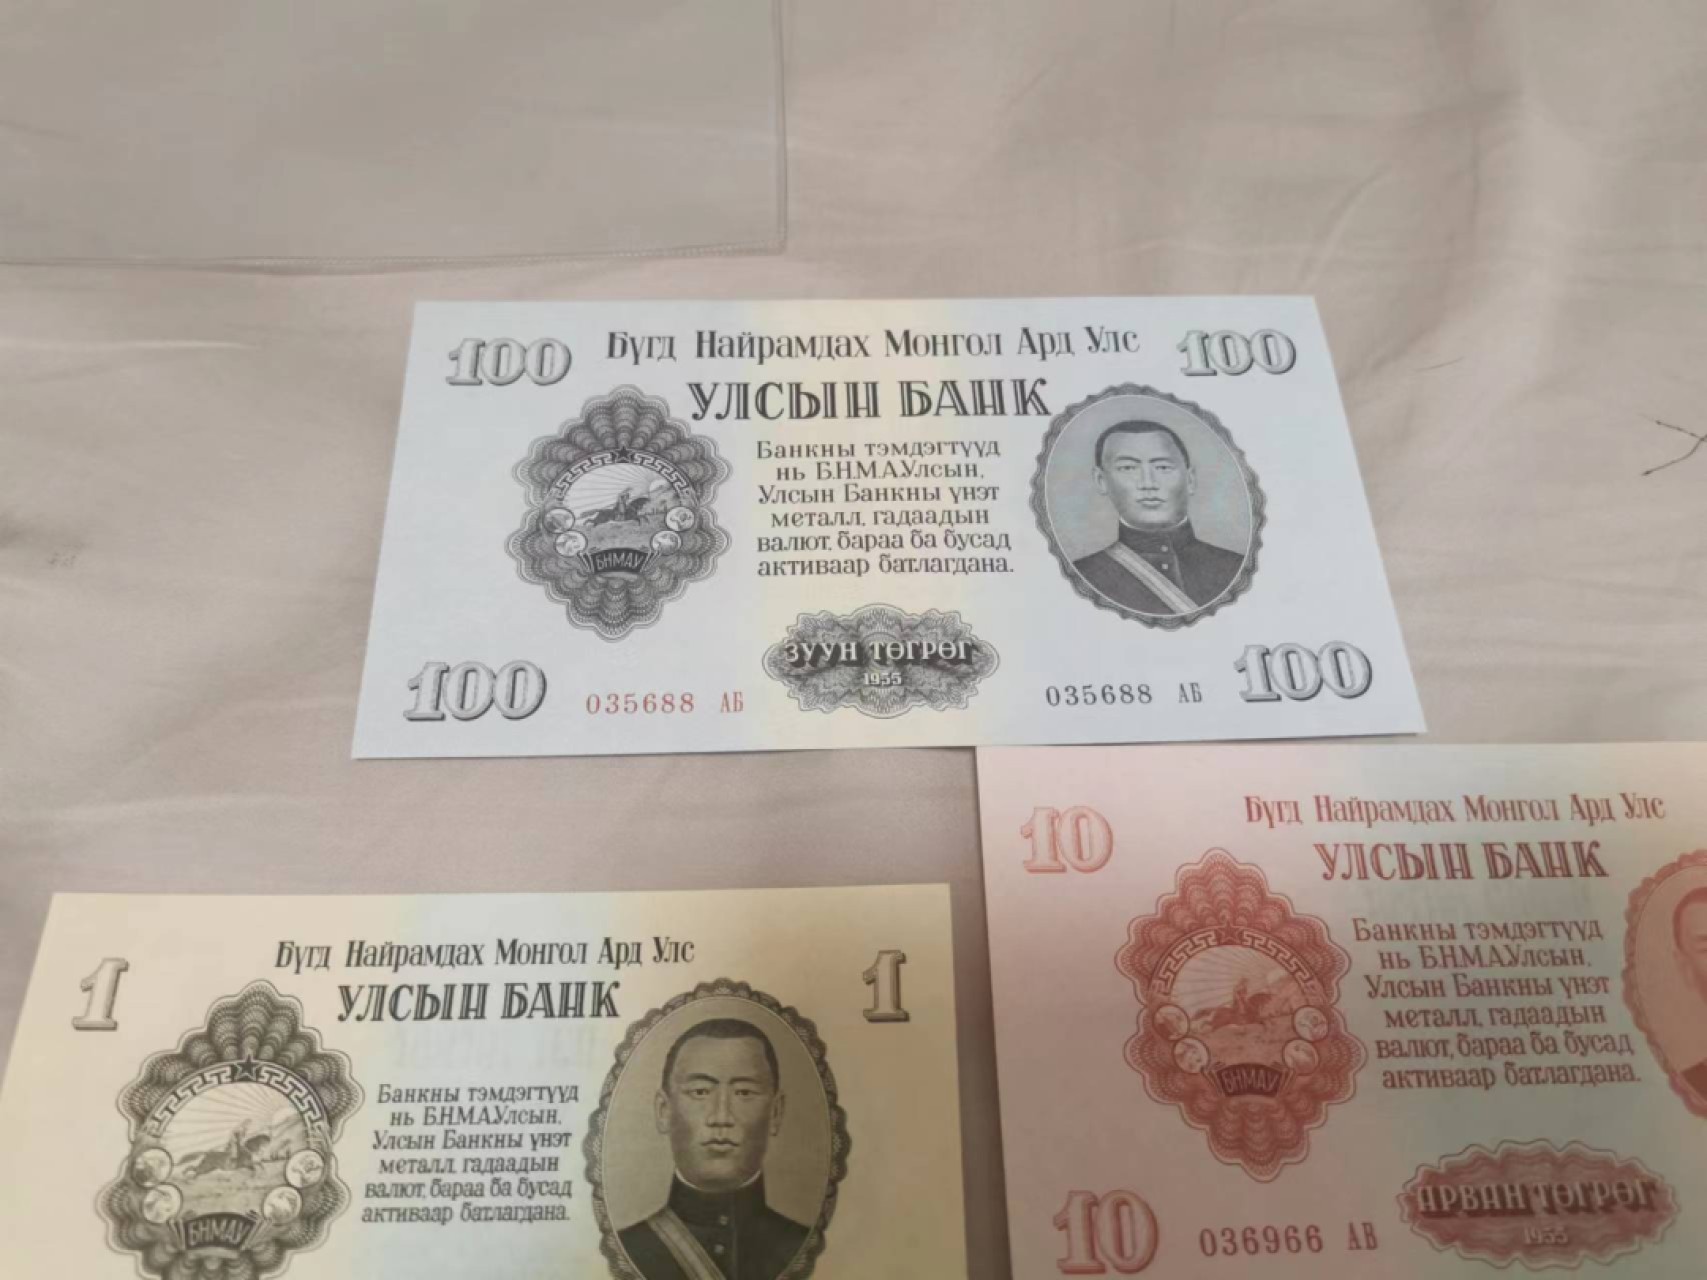 100 Бүгд Найрамдах Монгол Ард Улс 100
УЛСЫН БАНК
Банкны тэмдэгтүүд
нь Б.Н.М.А.Улсын,
Улсын Банкны үнэт
металл, гадаадын
валют, бараа ба бусад
активаар батлагдана.
БНМАУ
ЗУУН ТӨГРӨГ
1955
100 035688 АБ 035688 АБ 100
10 Бүгд Найрамдах Монгол Ард Улс
УЛСЫН БАНК
Банкны тэмдэгтүүд
нь Б.Н.М.А.Улсын,
Улсын Банкны үнэт
металл, гадаадын
валют, бараа ба бусад
активаар батлагдана.
БНМАУ
АРВАН ТӨГРӨГ
1955
10 036966 АВ
1 Бүгд Найрамдах Монгол Ард Улс 1
УЛСЫН БАНК
Банкны тэмдэгтүүд
нь Б.Н.М.А.Улсын,
Улсын Банкны үнэт
металл, гадаадын
валют, бараа ба бусад
активаар батлагдана.
БНМАУ